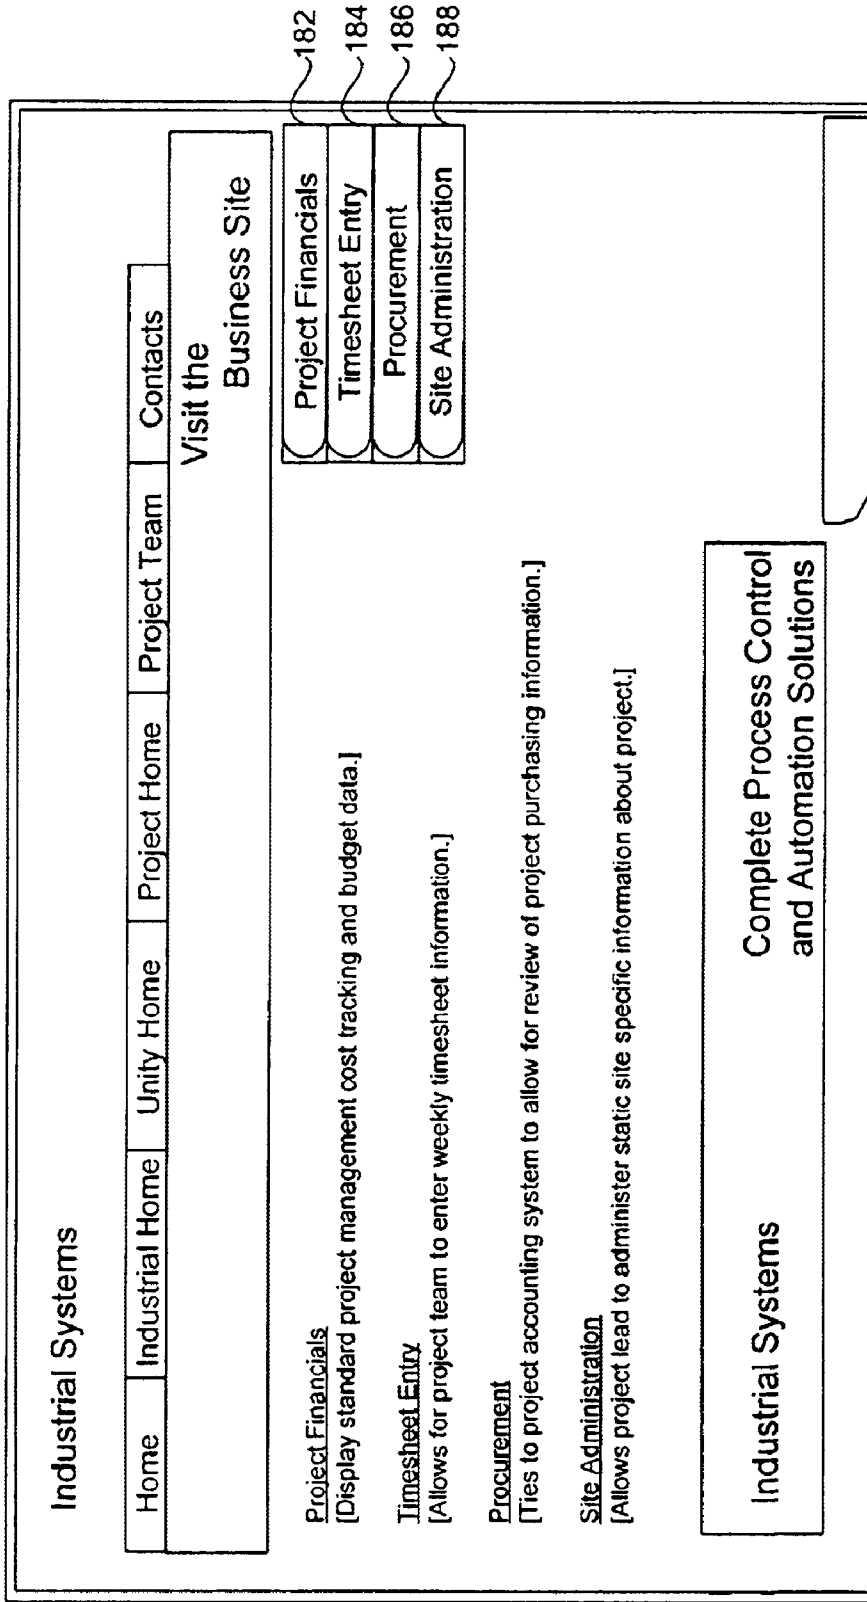 Industrial Systems
Home Industrial Home Unity Home Project Home Project Team Contacts
Visit the
Business Site
Project Financials 182
Timesheet Entry 184
Procurement 186
Site Administration 188
Project Financials
[Display standard project management cost tracking and budget data.]
Timesheet Entry
[Allows for project team to enter weekly timesheet information.]
Procurement
[Ties to project accounting system to allow for review of project purchasing information.]
Site Administration
[Allows project lead to administer static site specific information about project.]
Industrial Systems
Complete Process Control
and Automation Solutions